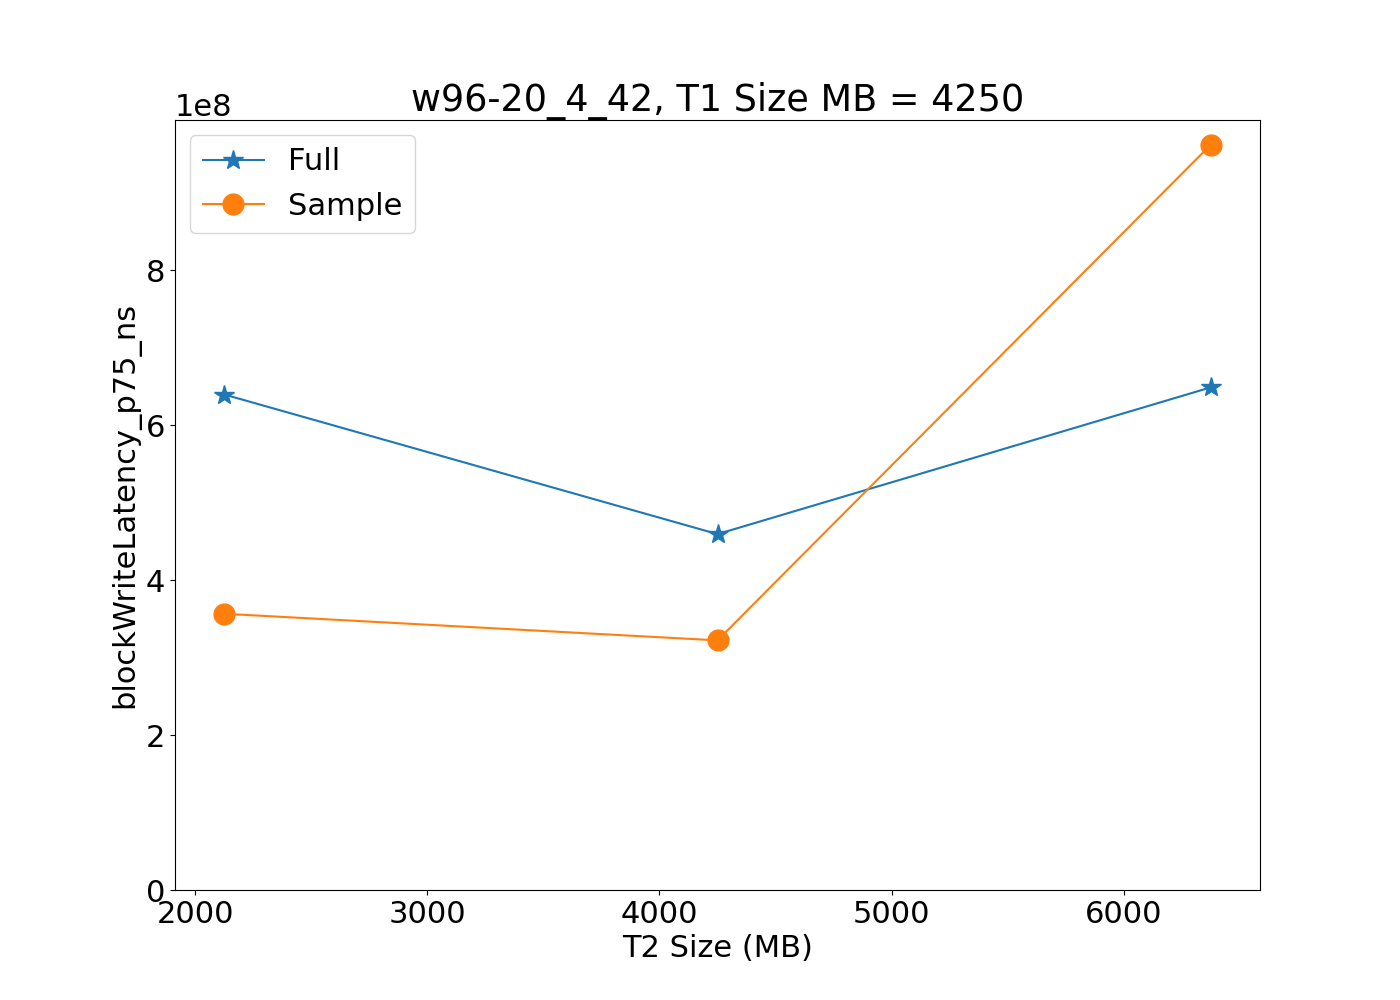 w96-20_4_42, T1 Size MB = 4250
1e8
Full
Sample
8
6
4
2
0
blockWriteLatency_p75_ns
2000 3000 4000 5000 6000
T2 Size (MB)